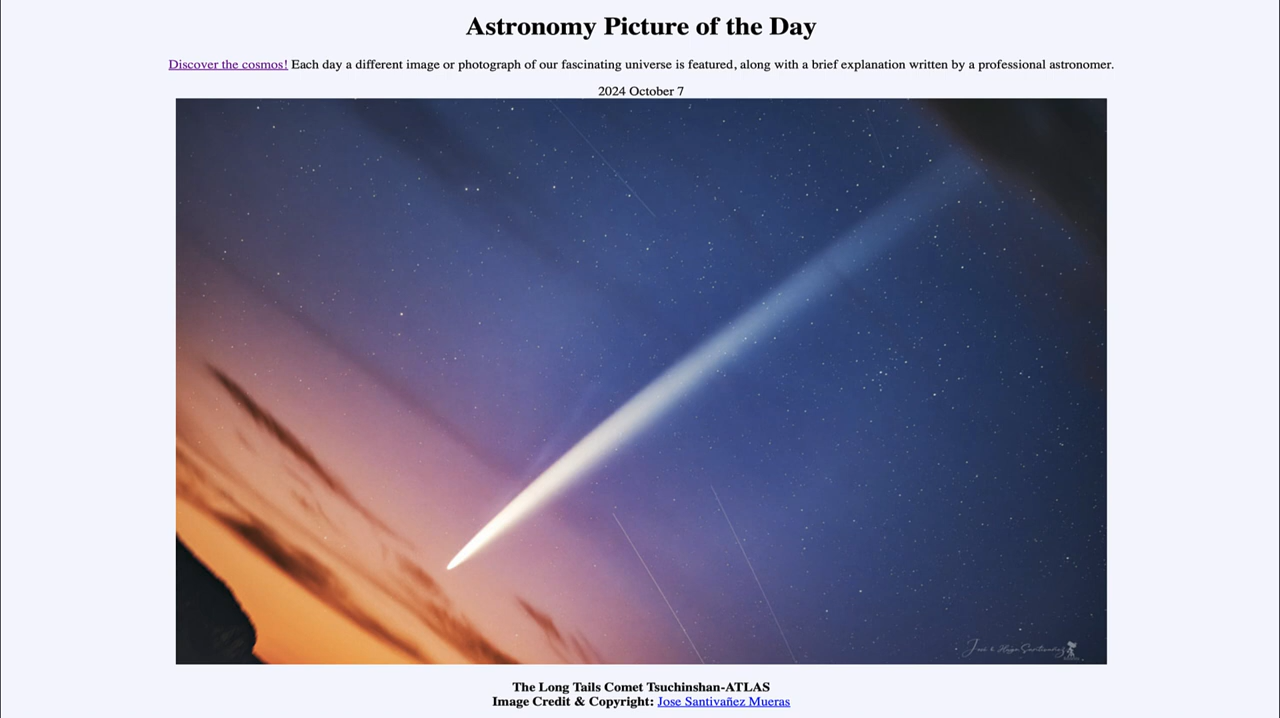 Astronomy Picture of the Day
Discover the cosmos! Each day a different image or photograph of our fascinating universe is featured, along with a brief explanation written by a professional astronomer.
2024 October 7
The Long Tails Comet Tsuchinshan-ATLAS
Image Credit & Copyright: Jose Santivañez Mueras